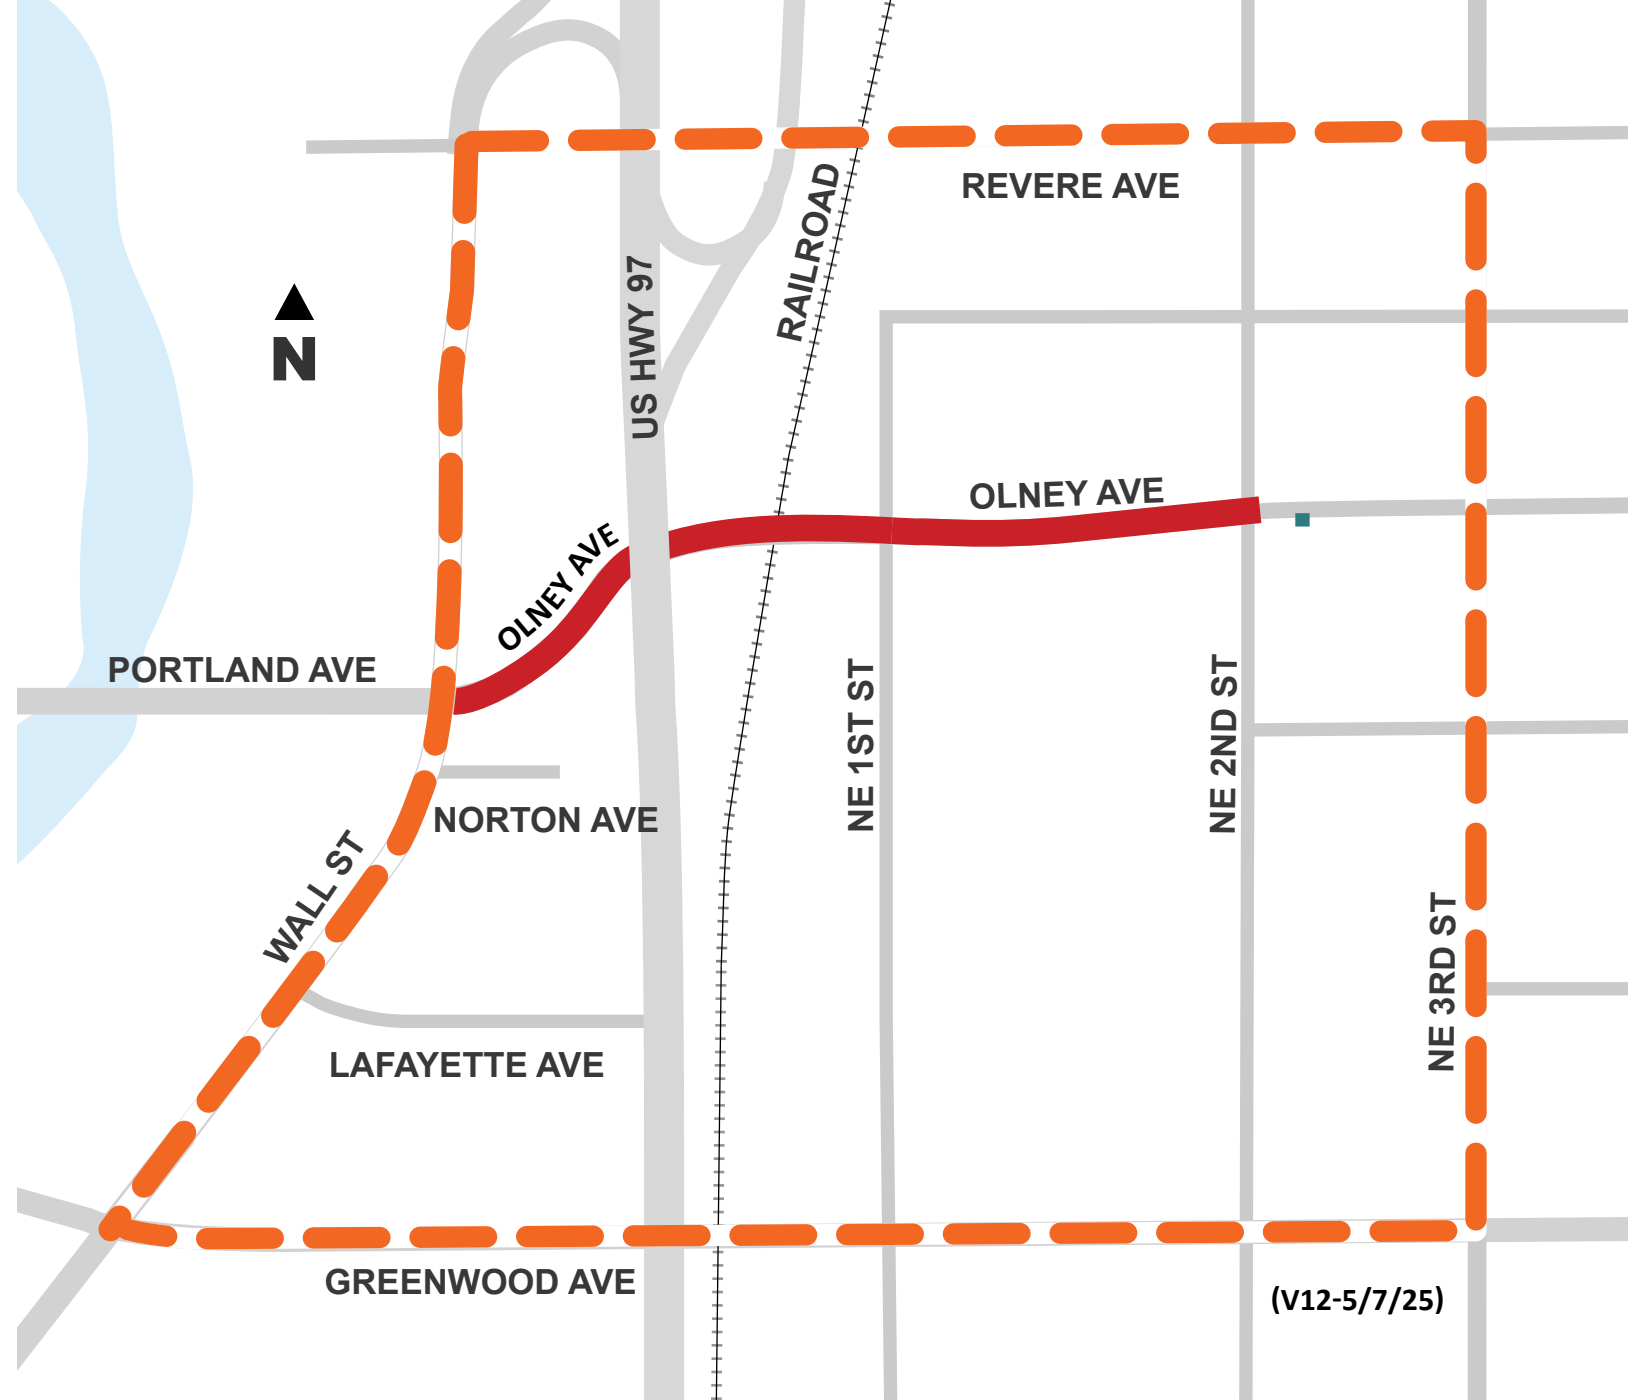 REVERE AVE
RAILROAD
US HWY 97
N
OLNEY AVE
OLNEY AVE
PORTLAND AVE
NE 1ST ST
NE 2ND ST
NORTON AVE
WALL ST
NE 3RD ST
LAFAYETTE AVE
GREENWOOD AVE
(V12-5/7/25)